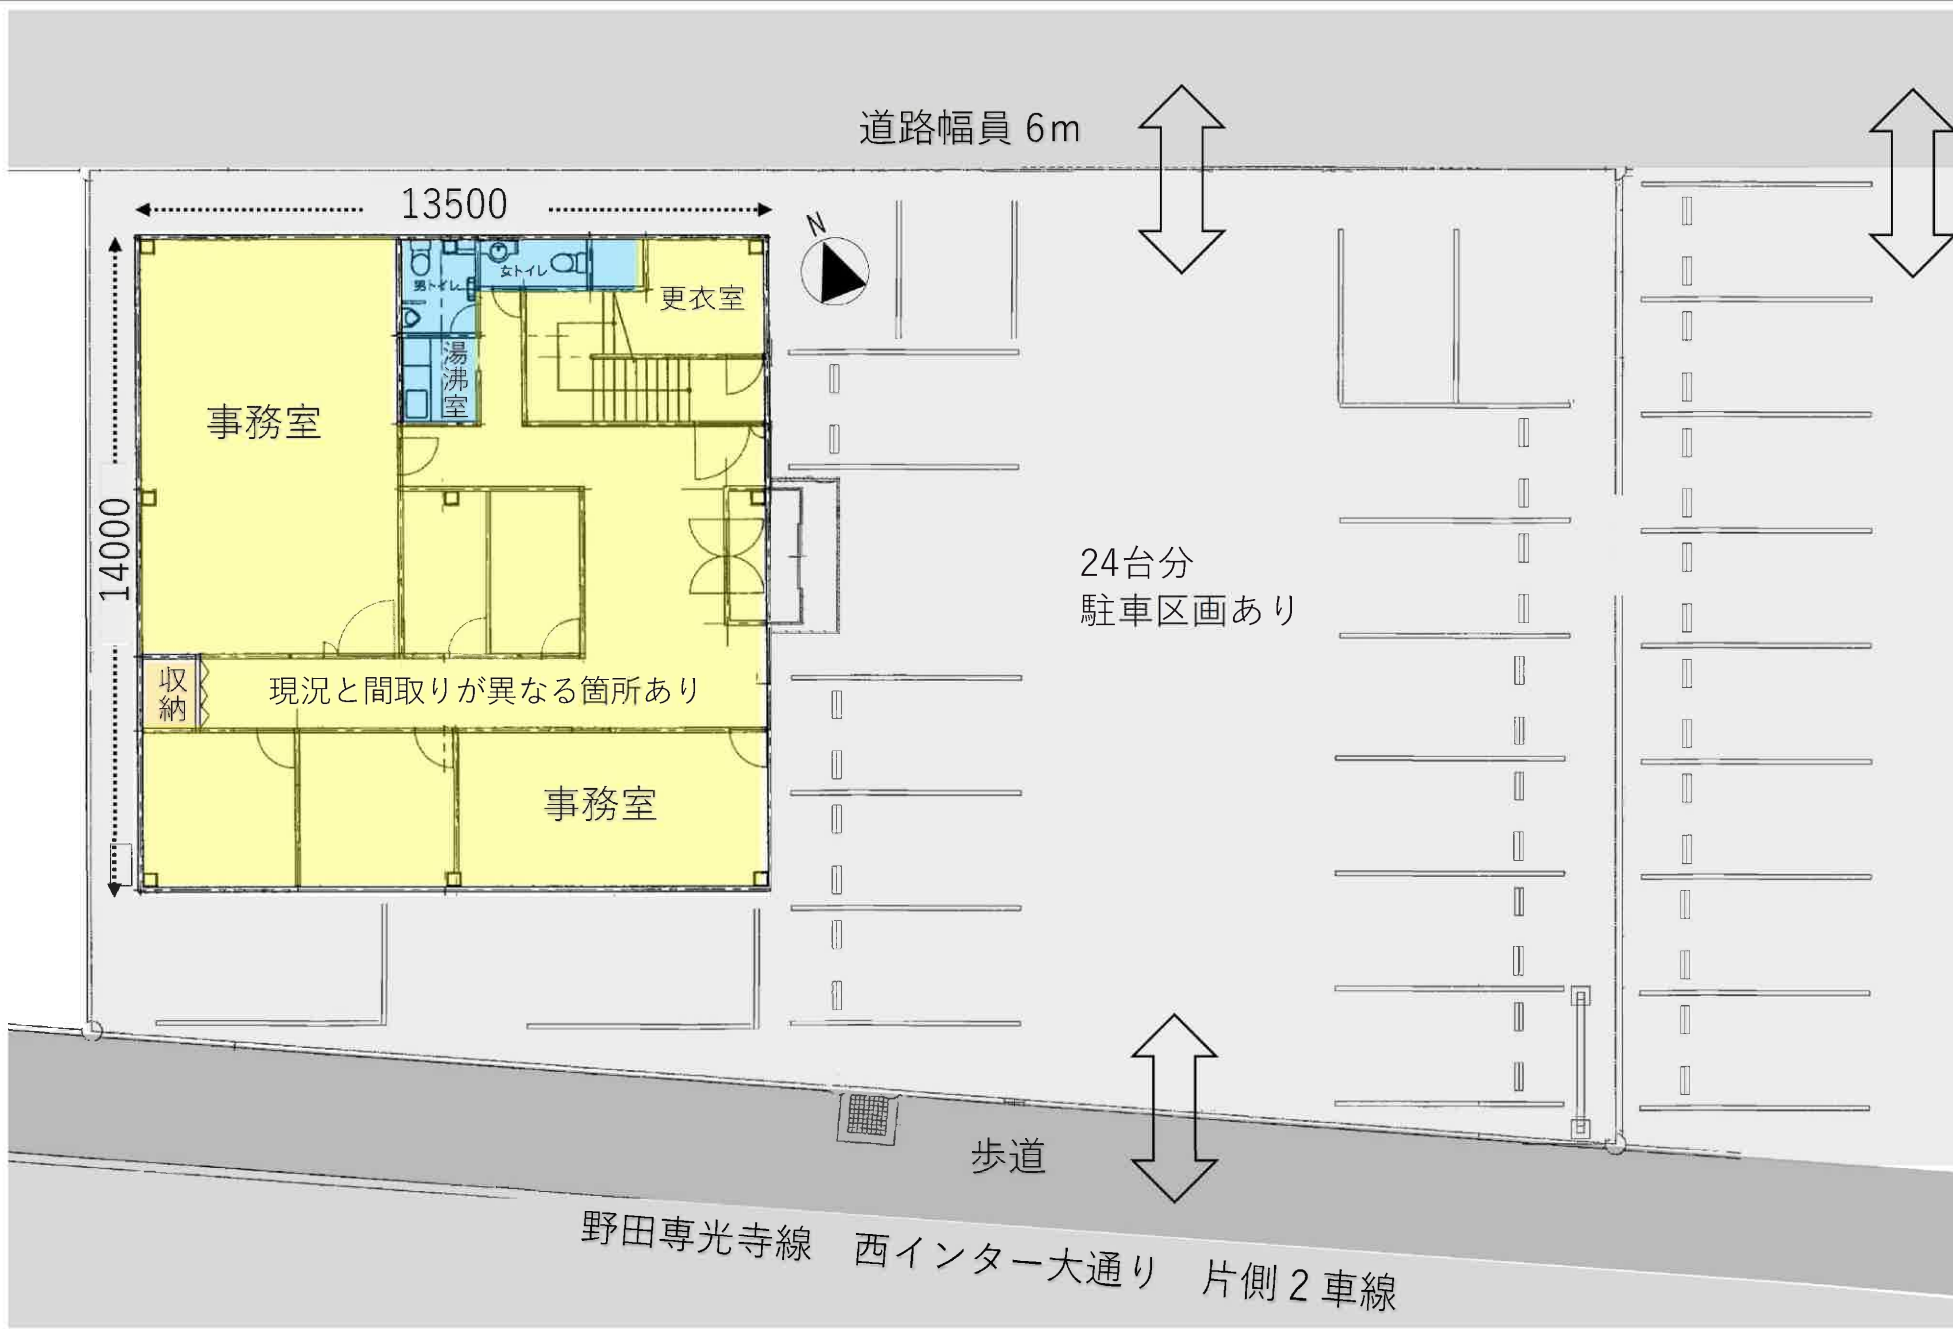 道路幅員 6m
13500
N
男トイレ
女トイレ
更衣室
湯沸室
事務室
14000
24台分
駐車区画あり
収納
現況と間取りが異なる箇所あり
事務室
歩道
野田専光寺線 西インター大通り 片側2車線